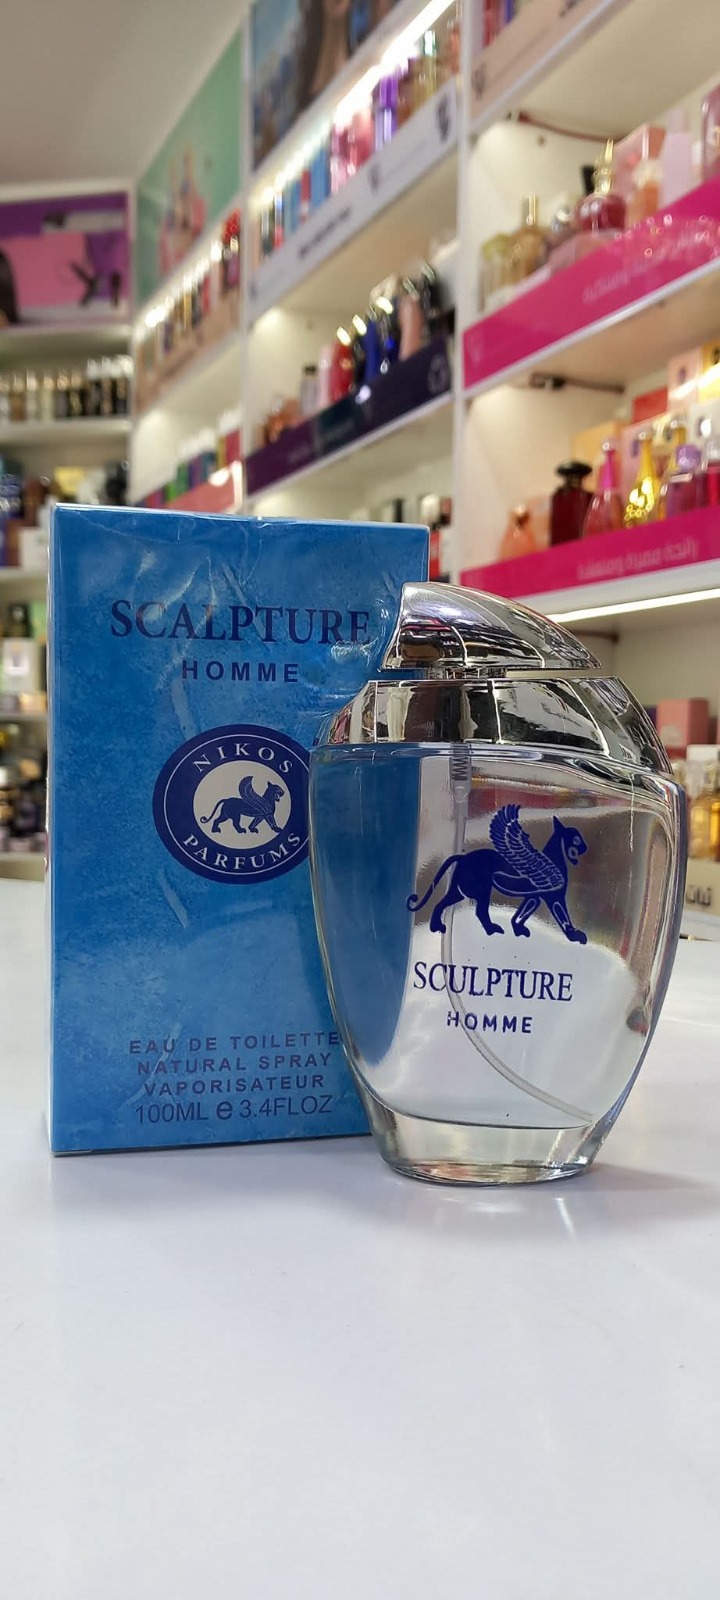 SCALPTURE
HOMME
NIKOS
PARFUMS
EAU DE TOILETTE
NATURAL SPRAY
VAPORISATEUR
100ML e 3.4FLOZ
SCULPTURE
HOMME